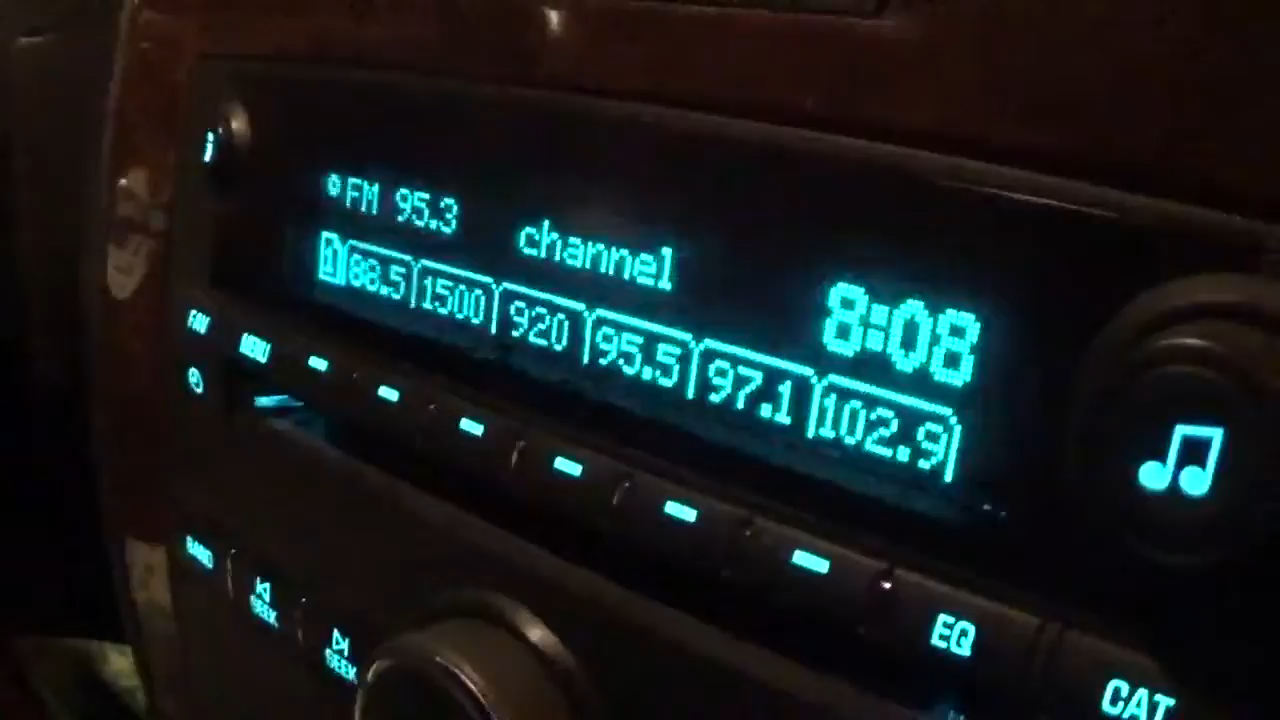 i
FM 95.3
channel
8:08
1 88.5 1500 920 95.5 97.1 102.9
FAV
MENU
BAND
SEEK
SEEK
EQ
CAT